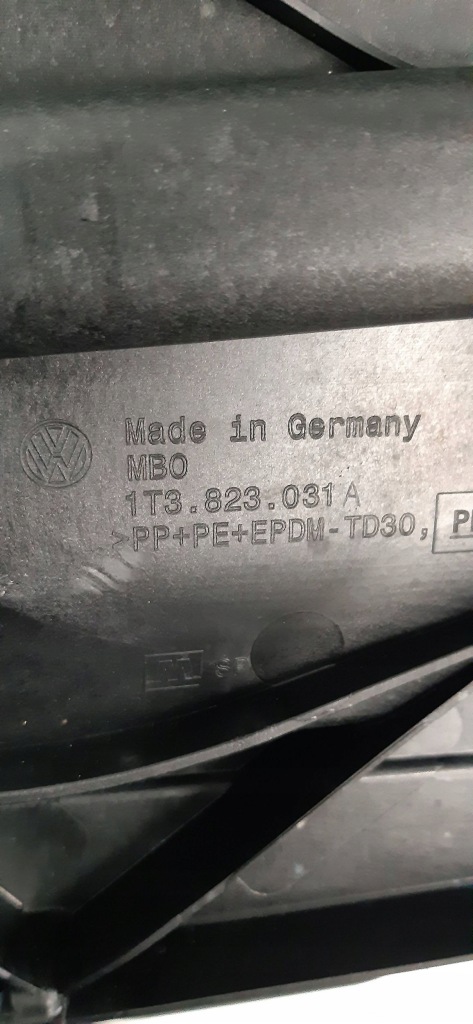 Made in Germany
MBO
1T3.823.031 A
>PP+PE+EPDM-TD30,